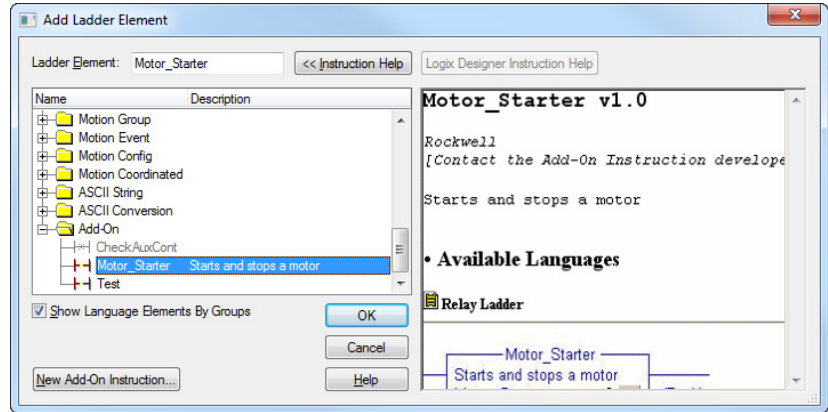 Add Ladder Element
Ladder Element: Motor_Starter << Instruction Help Logix Designer Instruction Help
Name Description
Motion Group
Motion Event
Motion Config
Motion Coordinated
ASCII String
ASCII Conversion
Add-On
CheckAuxCont
Motor_Starter Starts and stops a motor
Test
Show Language Elements By Groups
OK
Cancel
New Add-On Instruction...
Help
Motor_Starter v1.0
Rockwell
[Contact the Add-On Instruction develope
Starts and stops a motor
• Available Languages
Relay Ladder
Motor_Starter
Starts and stops a motor